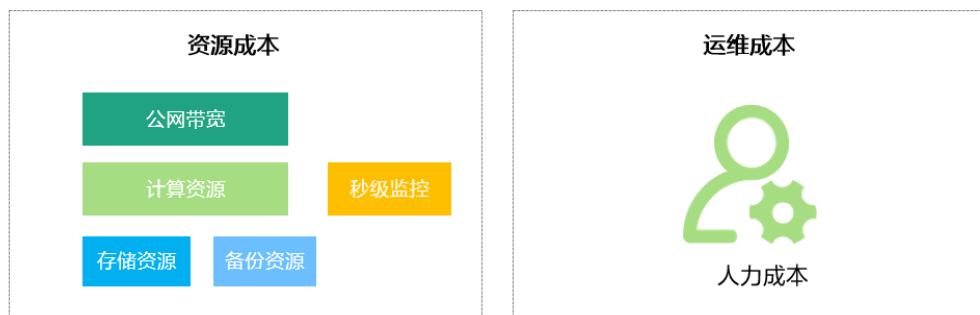 资源成本
公网带宽
计算资源
秒级监控
存储资源
备份资源
运维成本
人力成本